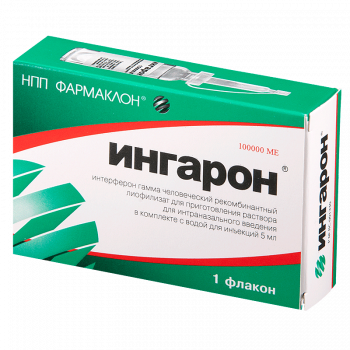 НПП ФАРМАКЛОН®
100000 МЕ
ИНГАРОН®
интерферон гамма человеческий рекомбинантный
лиофилизат для приготовления раствора
для интраназального введения
в комплекте с водой для инъекций 5 мл
1 флакон
ИНГАРОН®